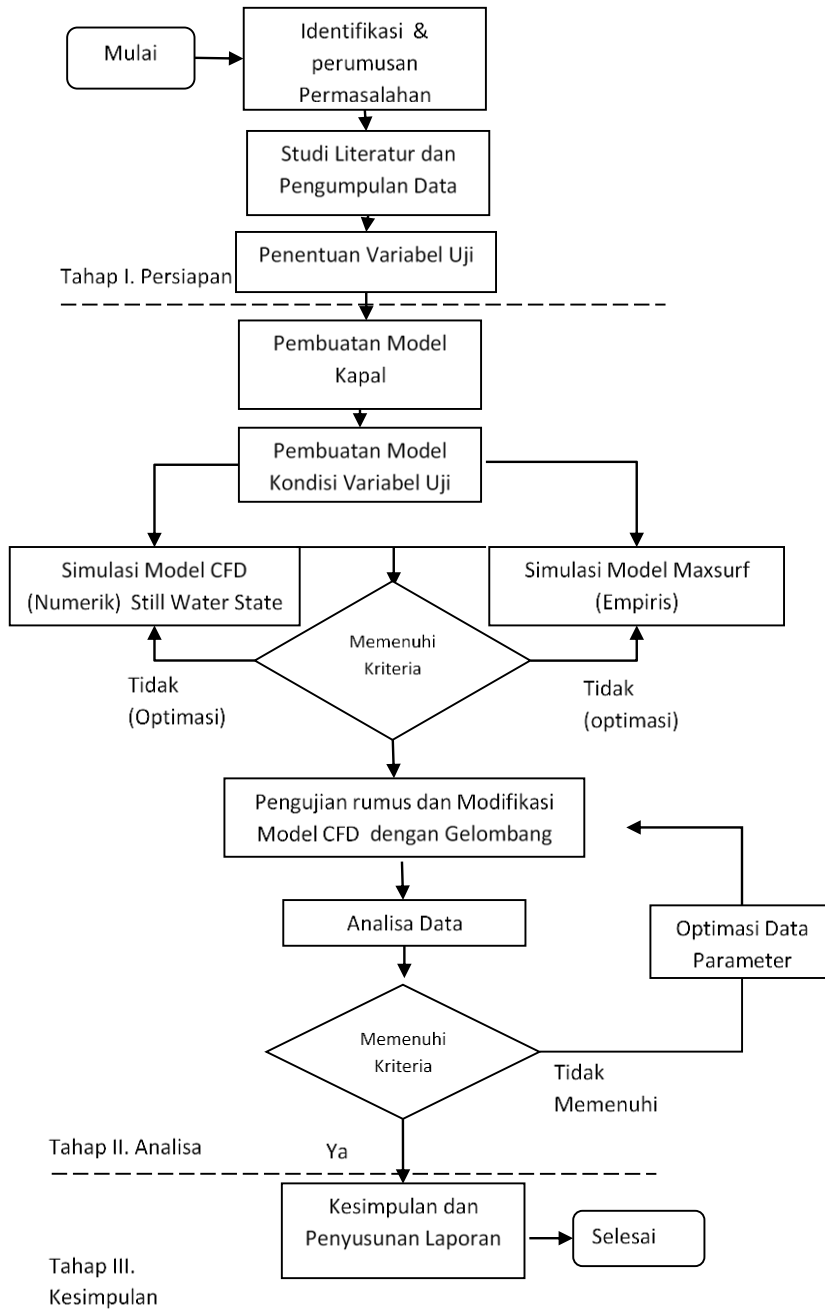 Mulai
Identifikasi &
perumusan
Permasalahan
Studi Literatur dan
Pengumpulan Data
Penentuan Variabel Uji
Tahap I. Persiapan
Pembuatan Model
Kapal
Pembuatan Model
Kondisi Variabel Uji
Simulasi Model CFD
(Numerik) Still Water State
Simulasi Model Maxsurf
(Empiris)
Memenuhi
Kriteria
Tidak
(Optimasi)
Tidak
(optimasi)
Pengujian rumus dan Modifikasi
Model CFD dengan Gelombang
Analisa Data
Optimasi Data
Parameter
Memenuhi
Kriteria
Tidak
Memenuhi
Tahap II. Analisa
Ya
Kesimpulan dan
Penyusunan Laporan
Selesai
Tahap III.
Kesimpulan